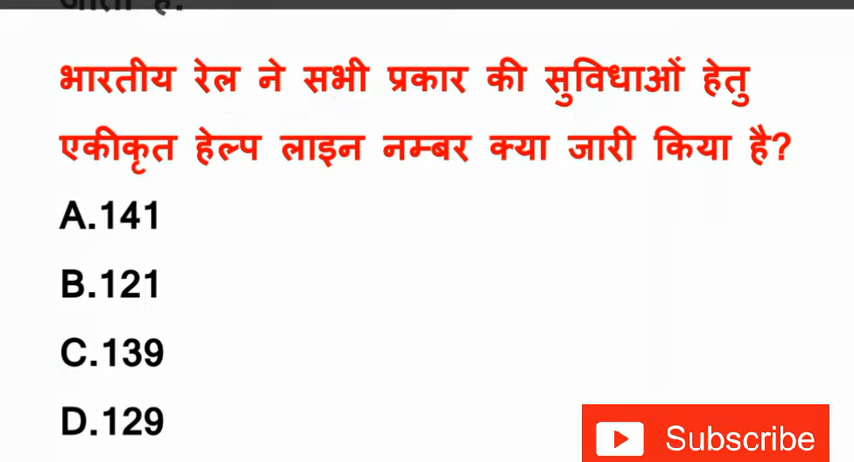 भारतीय रेल ने सभी प्रकार की सुविधाओं हेतु
एकीकृत हेल्प लाइन नम्बर क्या जारी किया है?
A.141
B.121
C.139
D.129
Subscribe